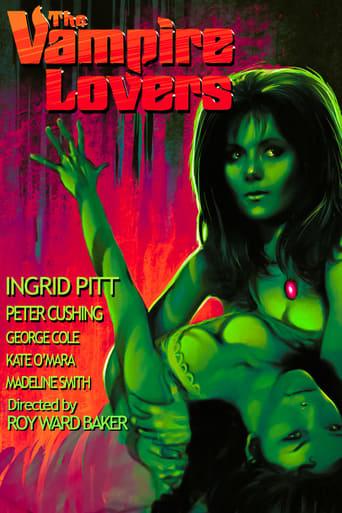 The
Vampire
Lovers
INGRID PITT
PETER CUSHING
GEORGE COLE
KATE O'MARA
MADELINE SMITH
Directed by
ROY WARD BAKER